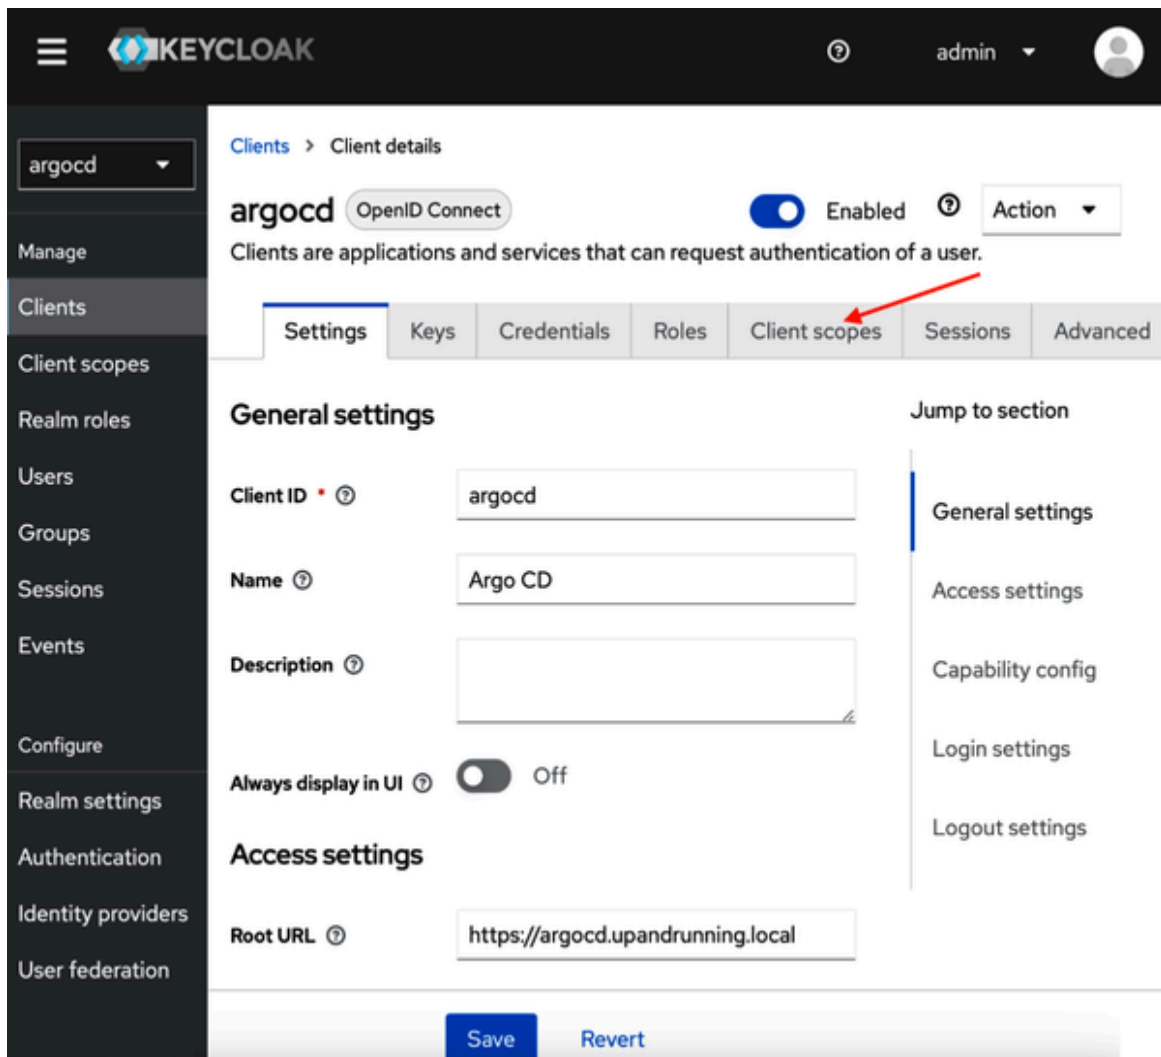 KEYCLOAK
admin
argocd
Manage
Clients
Client scopes
Realm roles
Users
Groups
Sessions
Events
Configure
Realm settings
Authentication
Identity providers
User federation
Clients > Client details
argocd OpenID Connect Enabled Action
Clients are applications and services that can request authentication of a user.
Settings Keys Credentials Roles Client scopes Sessions Advanced
General settings
Client ID * argocd
Name Argo CD
Description
Always display in UI Off
Access settings
Root URL https://argocd.upandrunning.local
Jump to section
General settings
Access settings
Capability config
Login settings
Logout settings
Save Revert